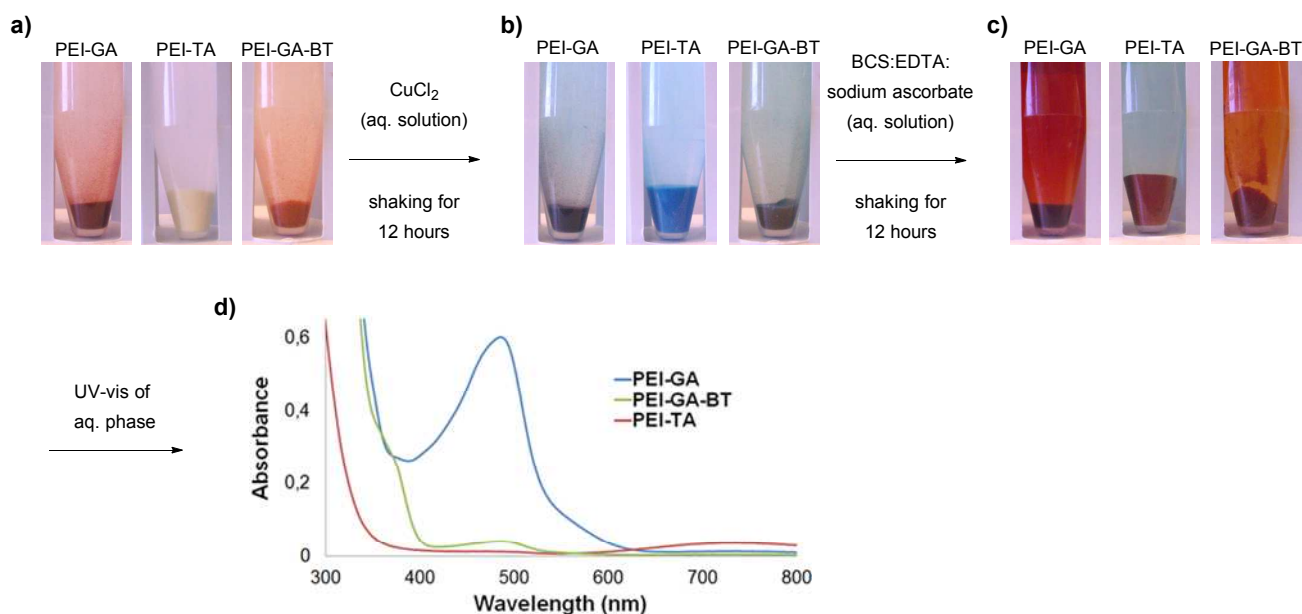 a)
PEI-GA PEI-TA PEI-GA-BT
CuCl2
(aq. solution)
shaking for
12 hours
b)
PEI-GA PEI-TA PEI-GA-BT
BCS:EDTA:
sodium ascorbate
(aq. solution)
shaking for
12 hours
c)
PEI-GA PEI-TA PEI-GA-BT
UV-vis of
aq. phase
d)
Absorbance
0,6
0,4
0,2
0
300 400 500 600 700 800
Wavelength (nm)
PEI-GA
PEI-GA-BT
PEI-TA